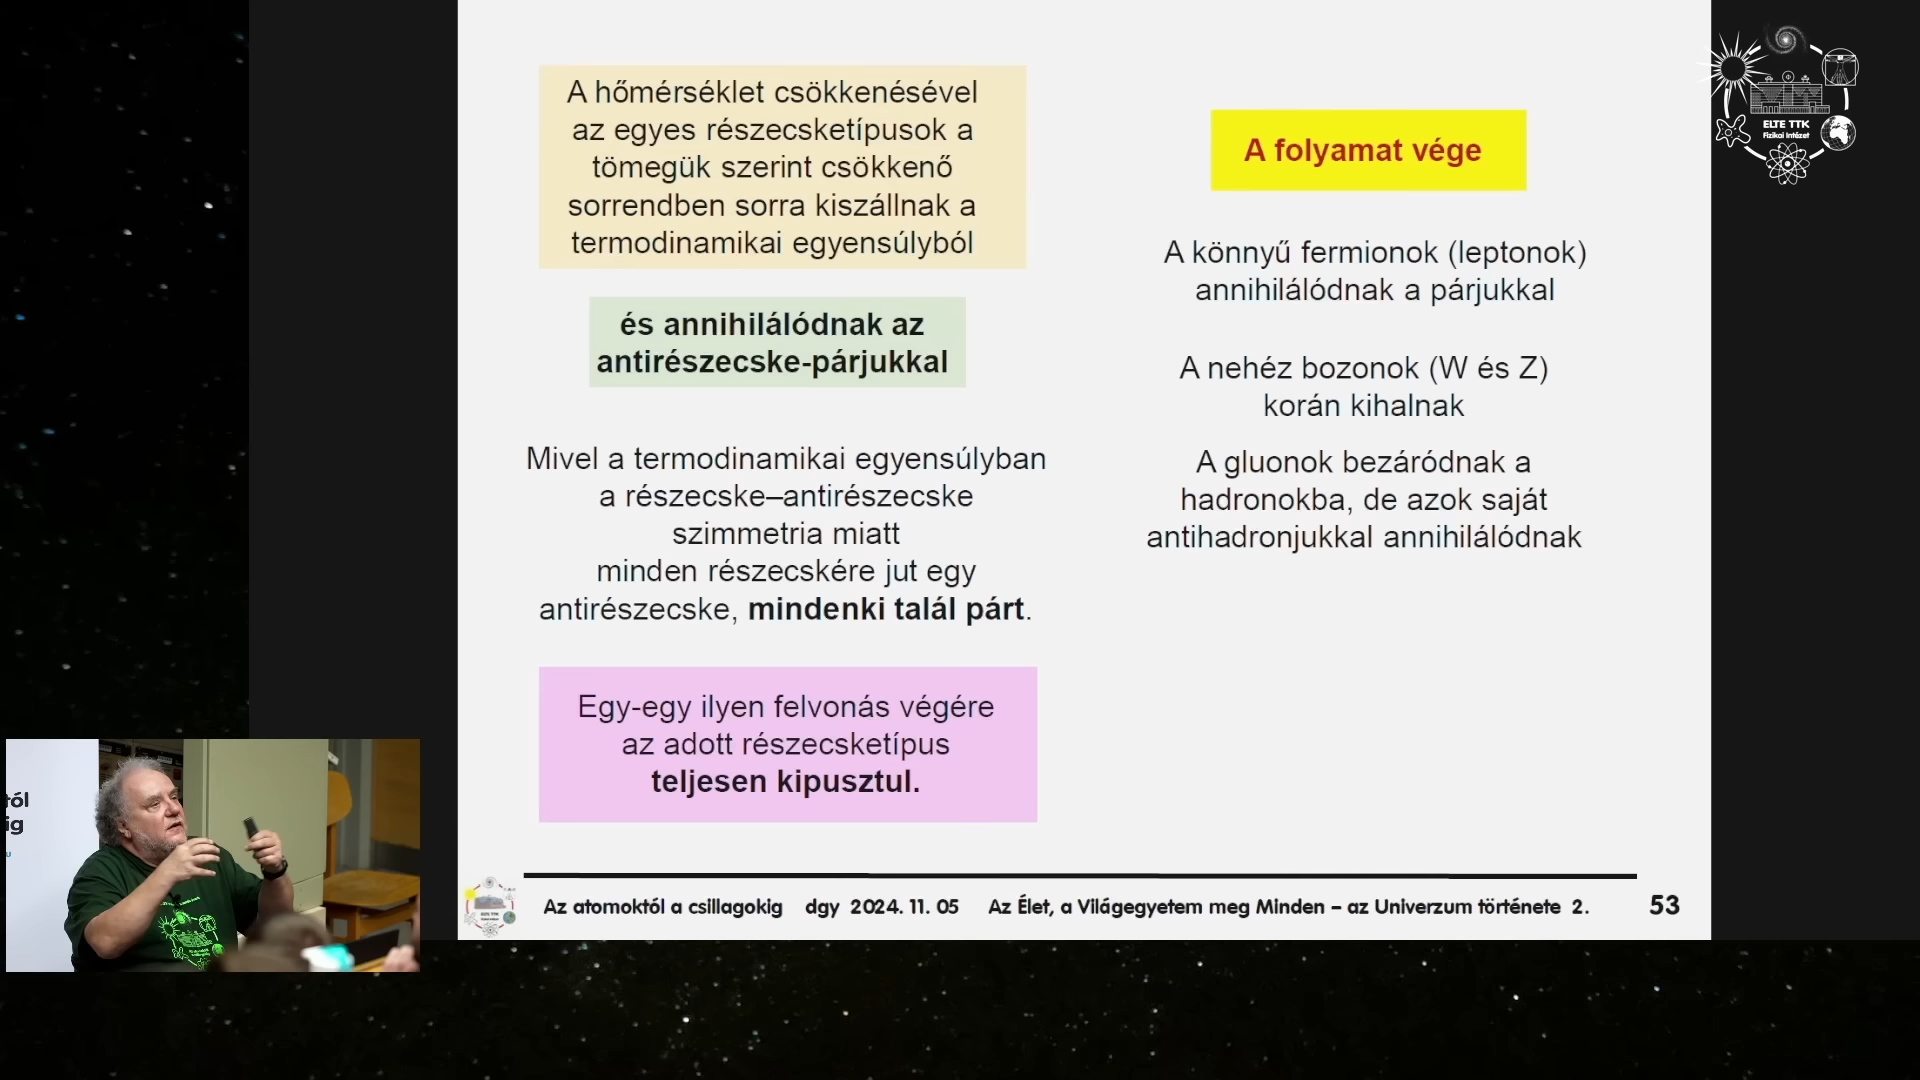 A hőmérséklet csökkenésével
az egyes részecsketípusok a
tömegük szerint csökkenő
sorrendben sorra kiszállnak a
termodinamikai egyensúlyból
és annihilálódnak az
antirészecske-párjukkal
Mivel a termodinamikai egyensúlyban
a részecske–antirészecske
szimmetria miatt
minden részecskére jut egy
antirészecske, mindenki talál párt.
Egy-egy ilyen felvonás végére
az adott részecsketípus
teljesen kipusztul.
A folyamat vége
A könnyű fermionok (leptonok)
annihilálódnak a párjukkal
A nehéz bozonok (W és Z)
korán kihalnak
A gluonok bezáródnak a
hadronokba, de azok saját
antihadronjukkal annihilálódnak
Az atomoktól a csillagokig dgy 2024. 11. 05 Az Élet, a Világegyetem meg Minden – az Univerzum története 2. 53
ELTE TTK
Fizikai Intézet
tól
ig